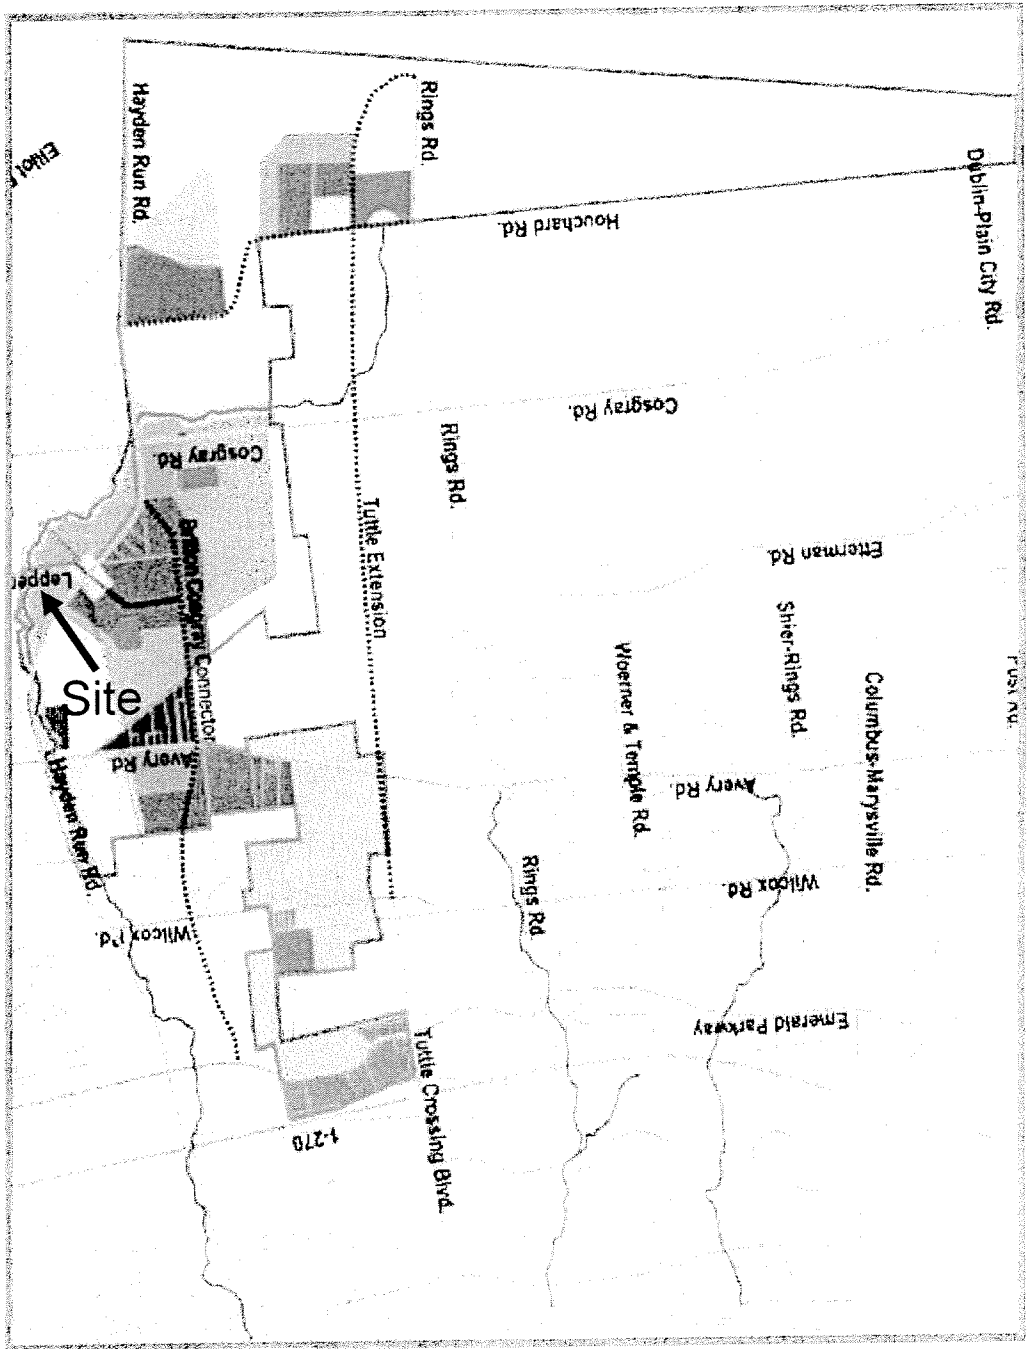 Hayden Run Rd.
Rings Rd.
Dublin-Plain City Rd.
Houchard Rd.
Cosgray Rd.
Cosgray Rd.
Rings Rd.
Tuttle Extension
Britton Cosgray Connector
Etterman Rd.
Lepper
Site
Shier-Rings Rd.
Woerner & Temple Rd.
Columbus-Marysville Rd.
Avery Rd.
Avery Rd.
Hayden Run Rd.
Wilcox Rd.
Wilcox Rd.
Rings Rd.
Emerald Parkway
Tuttle Crossing Blvd.
I-270